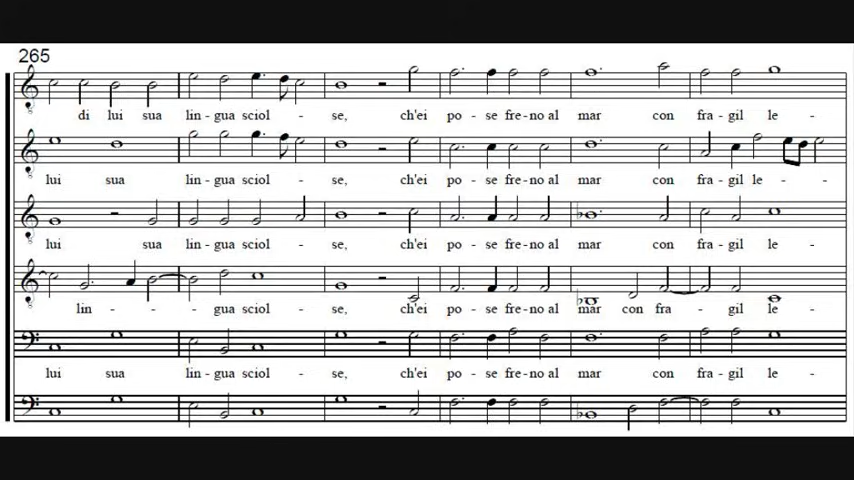 265
di lui sua lin - gua sciol - se, ch'ei po - se fre - no al mar con fra - gil le -
lui sua lin - gua sciol - se, ch'ei po - se fre - no al mar con fra - gil le -
lui sua lin - gua sciol - se, ch'ei po - se fre - no al mar con fra - gil le -
lin - - - gua sciol - se, ch'ei po - se fre - no al mar con fra - gil le -
lui sua lin - gua sciol - se, ch'ei po - se fre - no al mar con fra - gil le -